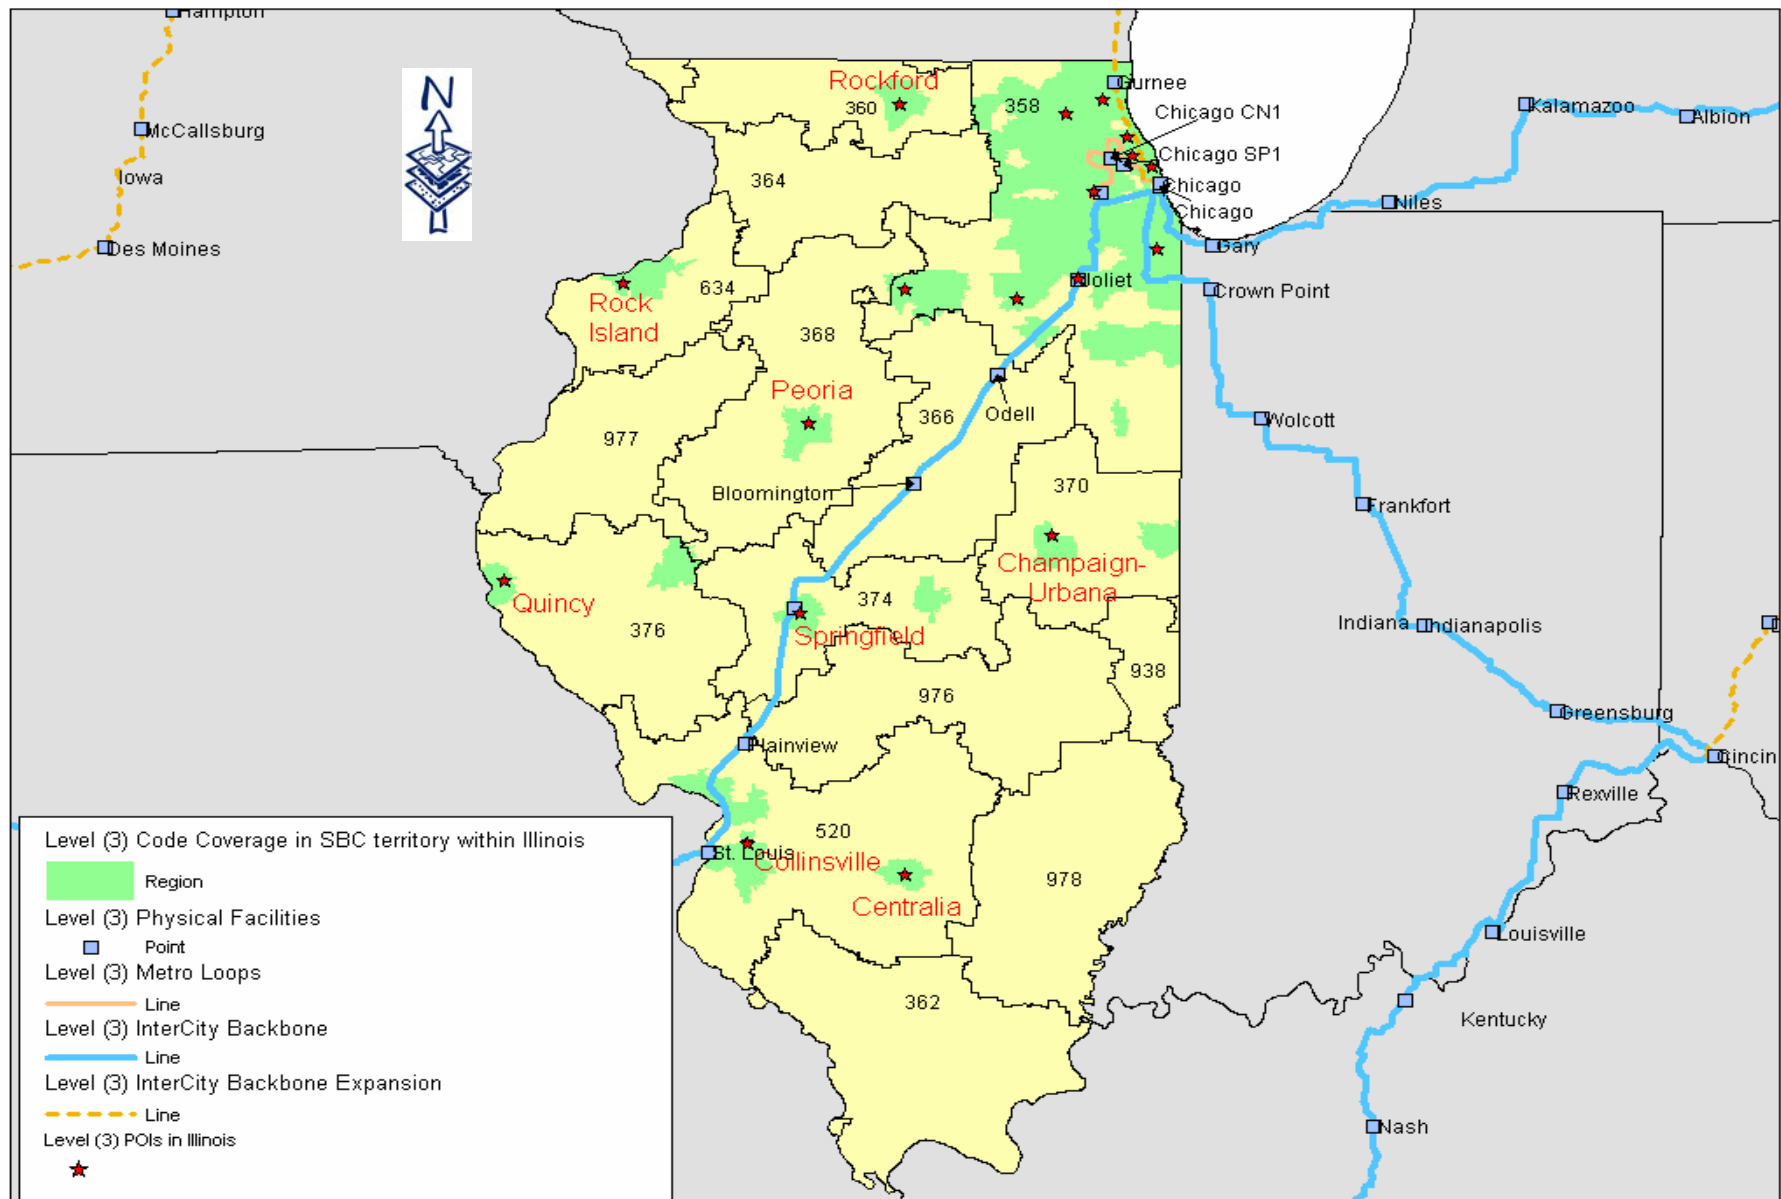 Hampton
Rockford
360
358
Gurnee
Chicago CN1
Kalamazoo
Albion
N
McCallsburg
Chicago SP1
Iowa
364
Chicago
Chicago
Niles
Des Moines
Gary
634
Joliet
Crown Point
Rock
Island
368
Peoria
366
Odell
Wolcott
977
Bloomington
370
Frankfort
Champaign-
Urbana
Quincy
374
376
Springfield
Indiana
Indianapolis
938
976
Greensburg
Plainview
Cincin
Rexville
520
St. Louis
Collinsville
978
Centralia
Louisville
362
Kentucky
Nash
Level (3) Code Coverage in SBC territory within Illinois
Region
Level (3) Physical Facilities
Point
Level (3) Metro Loops
Line
Level (3) InterCity Backbone
Line
Level (3) InterCity Backbone Expansion
Line
Level (3) POIs in Illinois